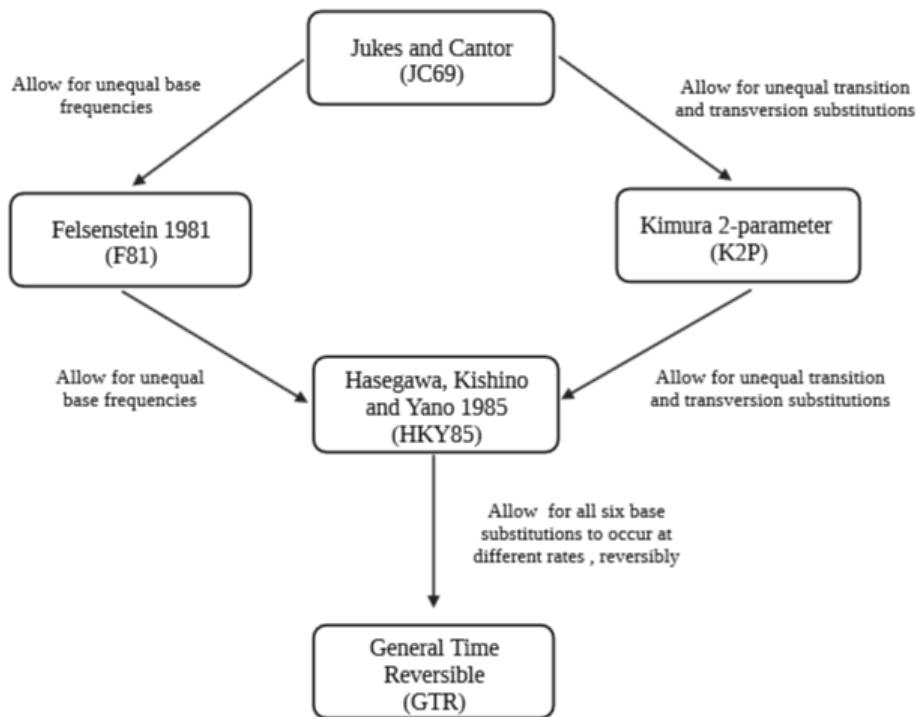 Jukes and Cantor
(JC69)
Allow for unequal base
frequencies
Allow for unequal transition
and transversion substitutions
Felsenstein 1981
(F81)
Kimura 2-parameter
(K2P)
Allow for unequal
base frequencies
Hasegawa, Kishino
and Yano 1985
(HKY85)
Allow for unequal transition
and transversion substitutions
Allow for all six base
substitutions to occur at
different rates , reversibly
General Time
Reversible
(GTR)